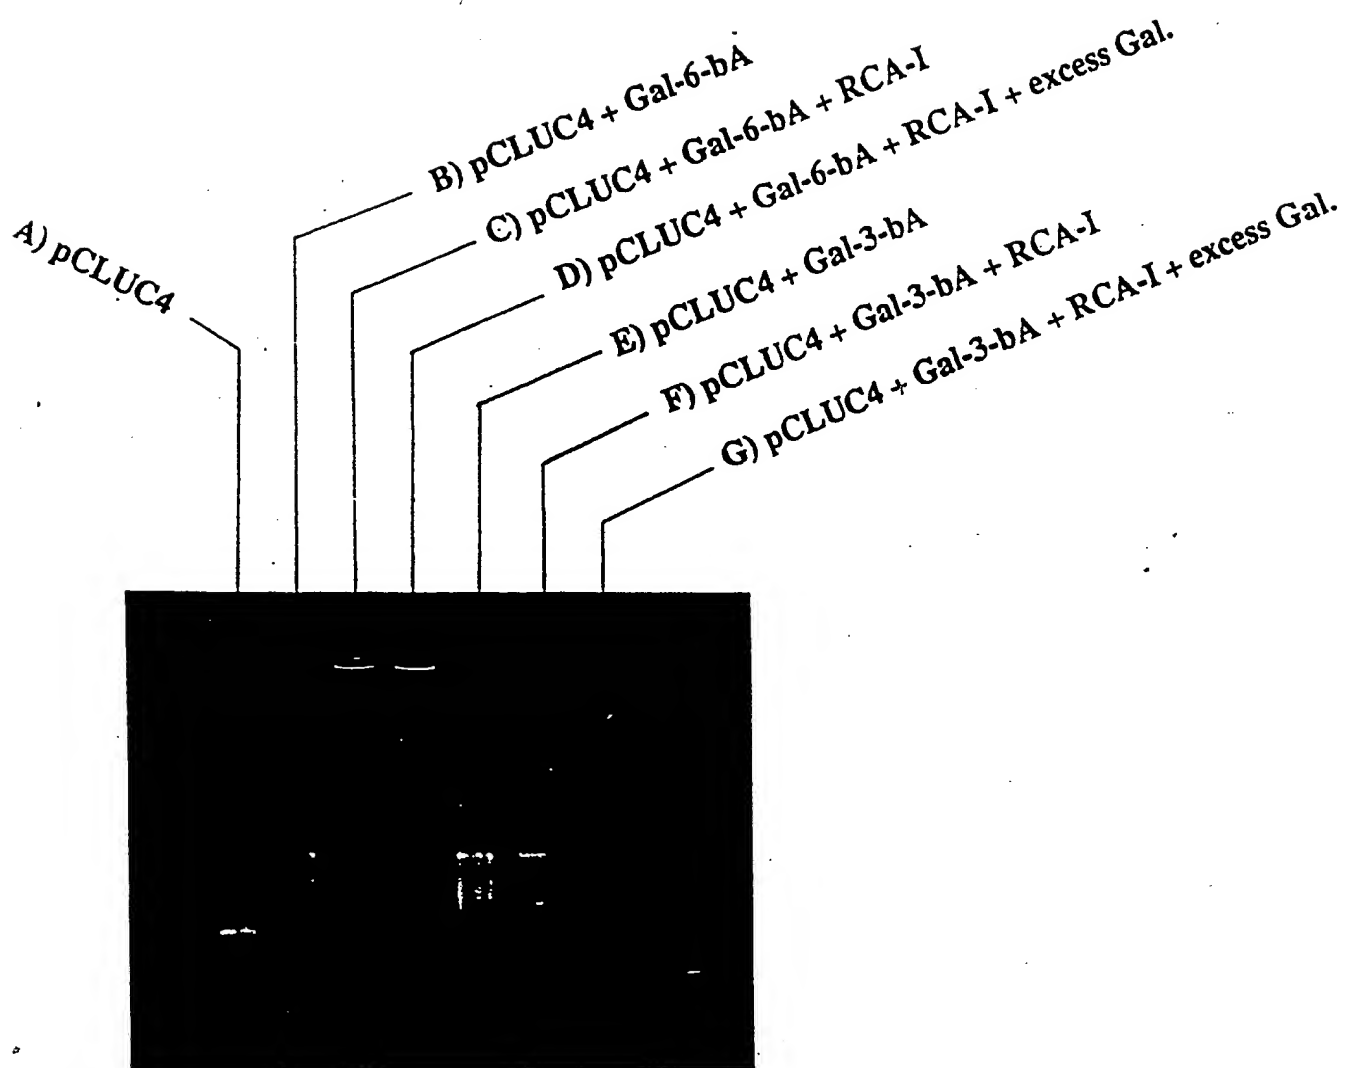 A) pCLUC4
B) pCLUC4 + Gal-6-bA
C) pCLUC4 + Gal-6-bA + RCA-I
D) pCLUC4 + Gal-6-bA + RCA-I + excess Gal.
E) pCLUC4 + Gal-3-bA
F) pCLUC4 + Gal-3-bA + RCA-I
G) pCLUC4 + Gal-3-bA + RCA-I + excess Gal.